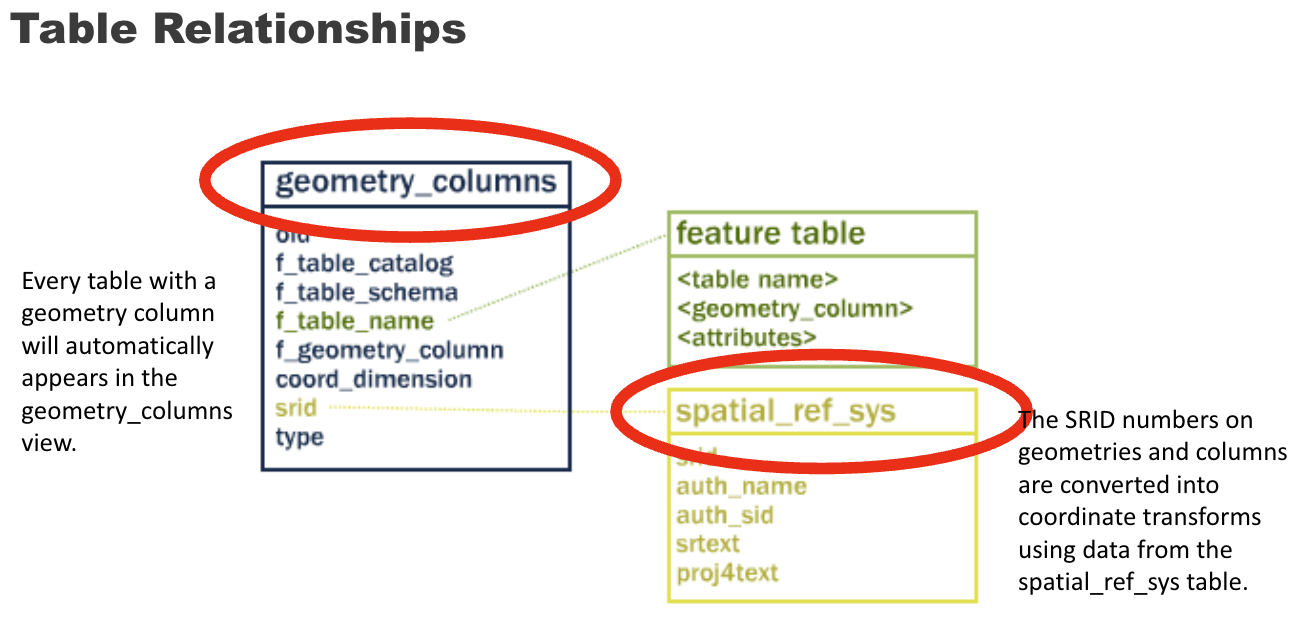 Table Relationships
Every table with a
geometry column
will automatically
appears in the
geometry_columns
view.
geometry_columns
oid
f_table_catalog
f_table_schema
f_table_name
f_geometry_column
coord_dimension
srid
type
feature table
<table name>
<geometry_column>
<attributes>
spatial_ref_sys
srid
auth_name
auth_sid
srtext
proj4text
The SRID numbers on
geometries and columns
are converted into
coordinate transforms
using data from the
spatial_ref_sys table.